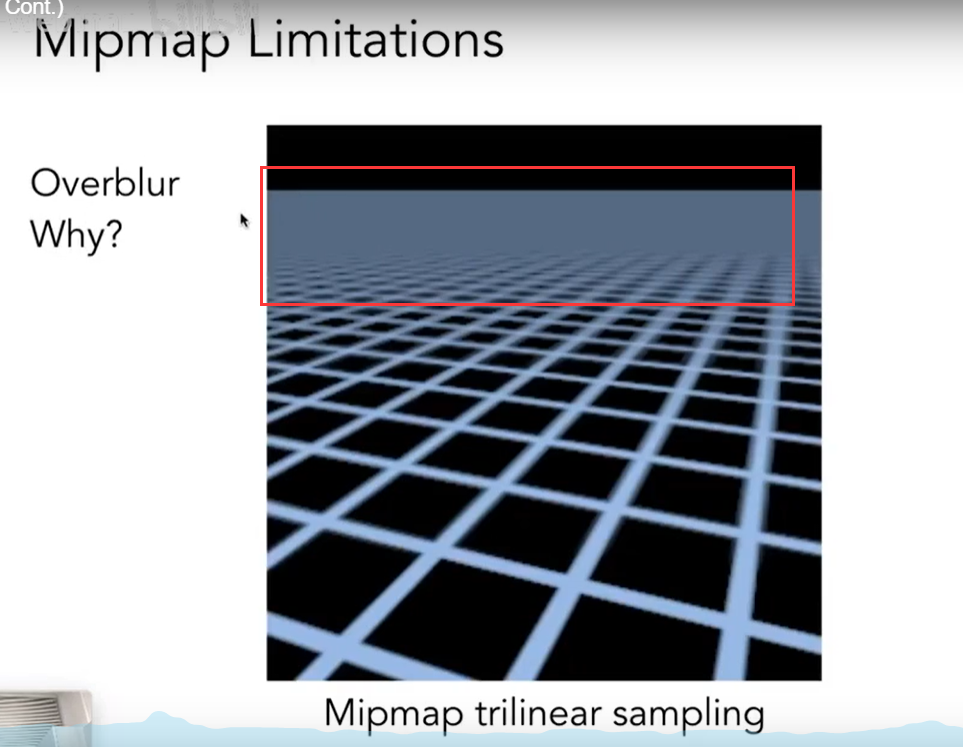 Cont.)
Mipmap Limitations
Overblur
Why?
Mipmap trilinear sampling